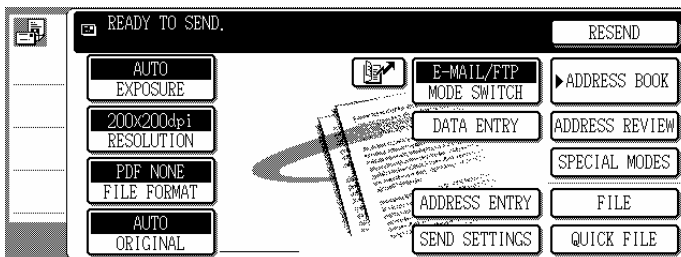 READY TO SEND.
RESEND
AUTO
EXPOSURE
E-MAIL/FTP
MODE SWITCH
ADDRESS BOOK
200X200dpi
RESOLUTION
DATA ENTRY
ADDRESS REVIEW
PDF NONE
FILE FORMAT
SPECIAL MODES
ADDRESS ENTRY
FILE
AUTO
ORIGINAL
SEND SETTINGS
QUICK FILE